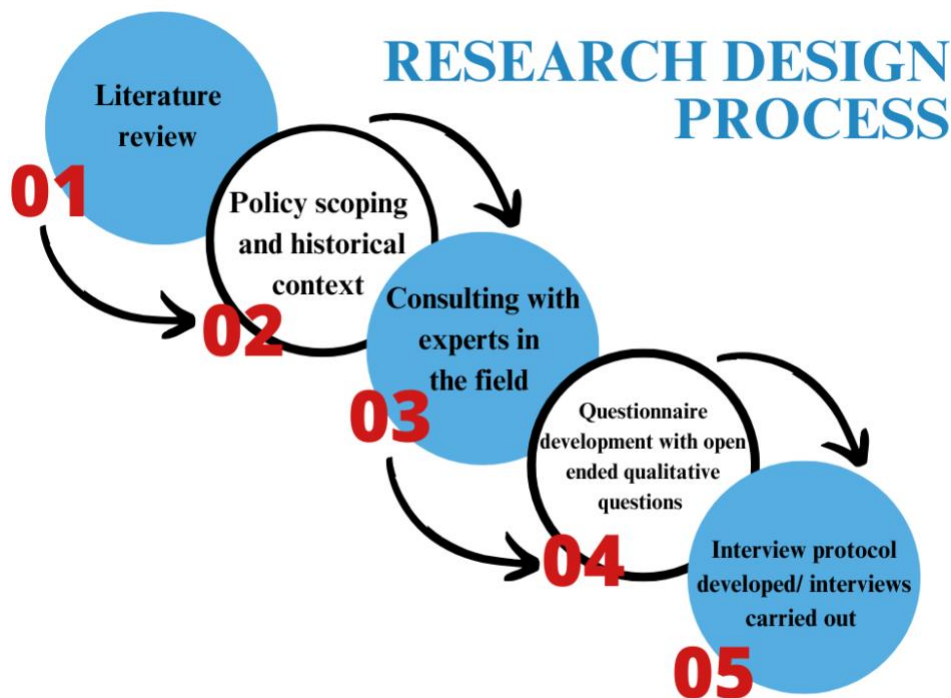 RESEARCH DESIGN
PROCESS
Literature
review
01
Policy scoping
and historical
context
02
Consulting with
experts in
the field
03
Questionnaire
development with open
ended qualitative
questions
04
Interview protocol
developed/ interviews
carried out
05